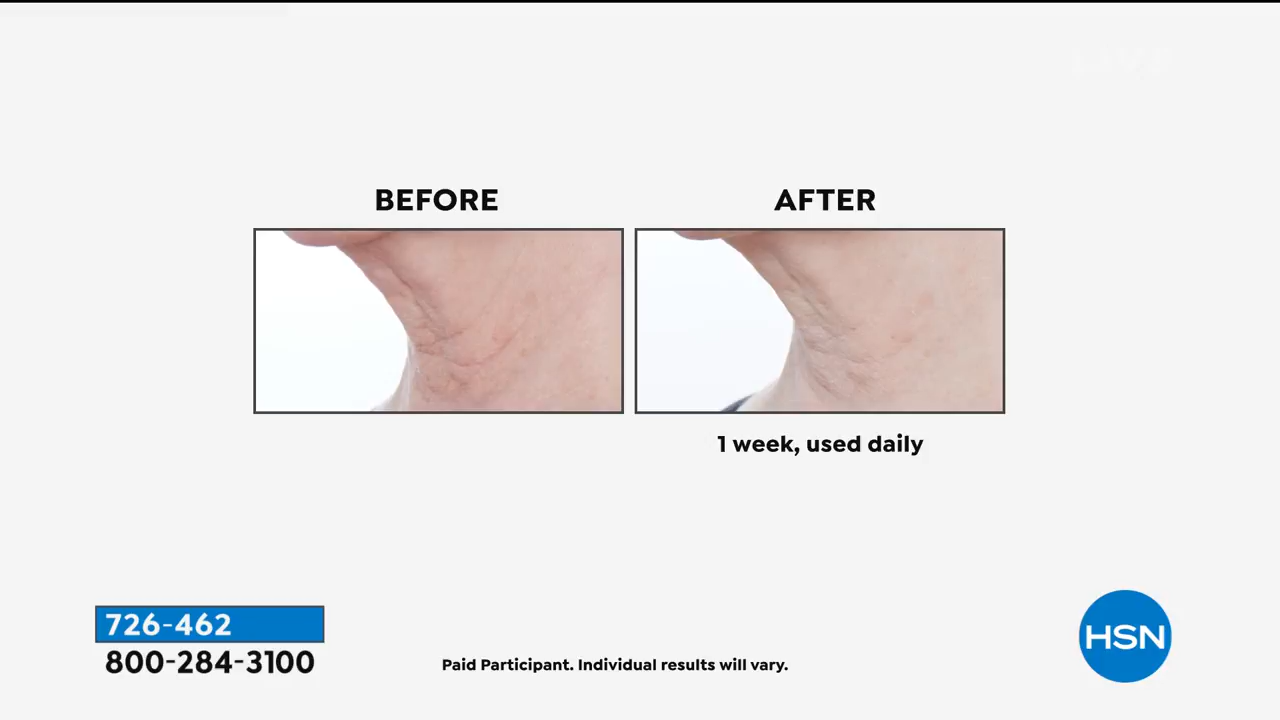 BEFORE
AFTER
1 week, used daily
726-462
800-284-3100
Paid Participant. Individual results will vary.
HSN